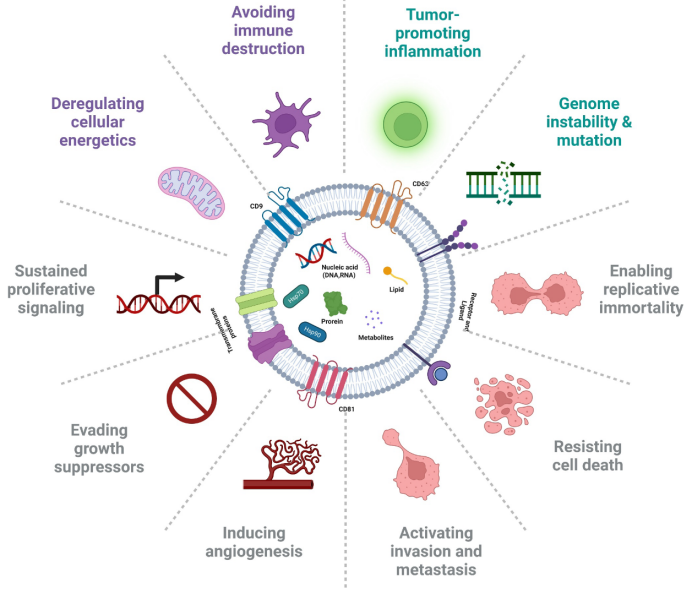 Avoiding
immune
destruction
Tumor-
promoting
inflammation
Deregulating
cellular
energetics
Genome
instability &
mutation
CD9
CD63
Nucleic acid
(DNA,RNA)
Lipid
Hsp70
Prorein
Hsp90
Metabolites
Transmembrane
proteins
Receptor and
Ligand
CD81
Sustained
proliferative
signaling
Enabling
replicative
immortality
Evading
growth
suppressors
Resisting
cell death
Inducing
angiogenesis
Activating
invasion and
metastasis